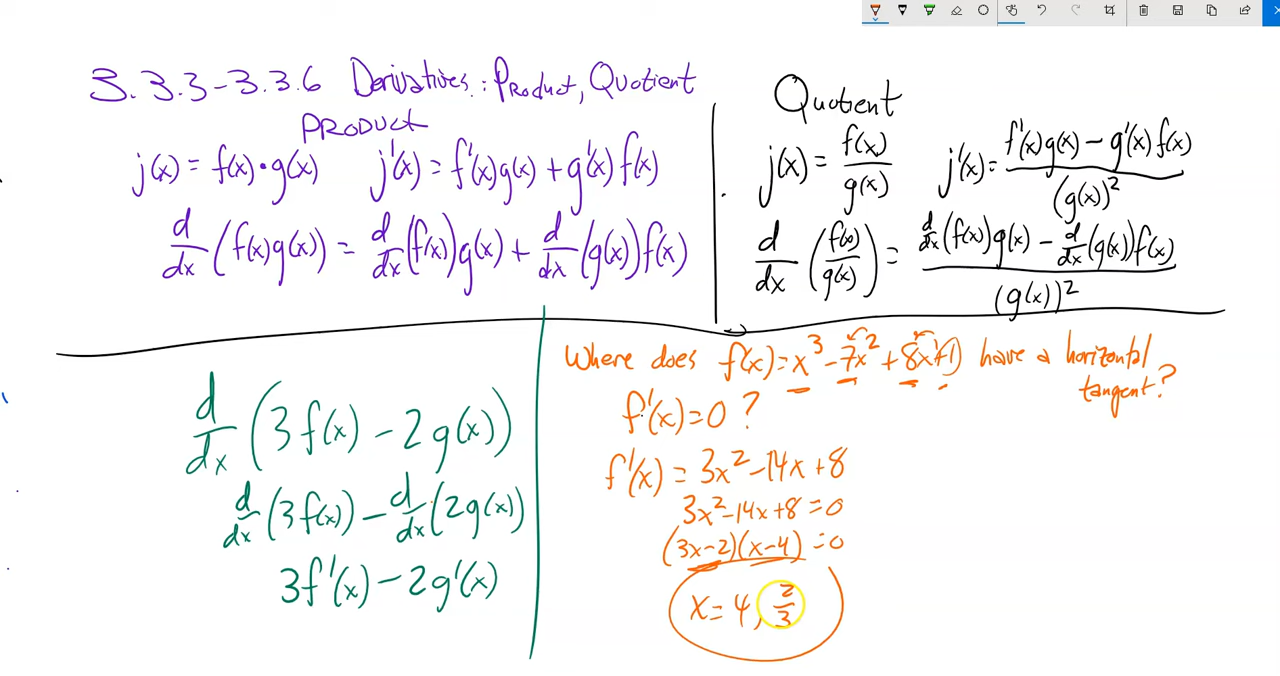 3.3.3-3.3.6 Derivatives: Product, Quotient
PRODUCT
j(x) = f(x)•g(x) j'(x) = f'(x)g(x) + g'(x)f(x)
d/dx (f(x)g(x)) = d/dx (f(x))g(x) + d/dx (g(x))f(x)
Quotient
j(x) = f(x)/g(x) j'(x) = (f'(x)g(x) - g'(x)f(x))/(g(x))²
d/dx (f(x)/g(x)) = (d/dx (f(x))g(x) - d/dx (g(x))f(x))/(g(x))²
d/dx (3f(x) - 2g(x))
d/dx (3f(x)) - d/dx (2g(x))
3f'(x) - 2g'(x)
Where does f(x) = x³ - 7x² + 8x + 1 have a horizontal
tangent?
f'(x) = 0 ?
f'(x) = 3x² - 14x + 8
3x² - 14x + 8 = 0
(3x - 2)(x - 4) = 0
x = 4, 2/3